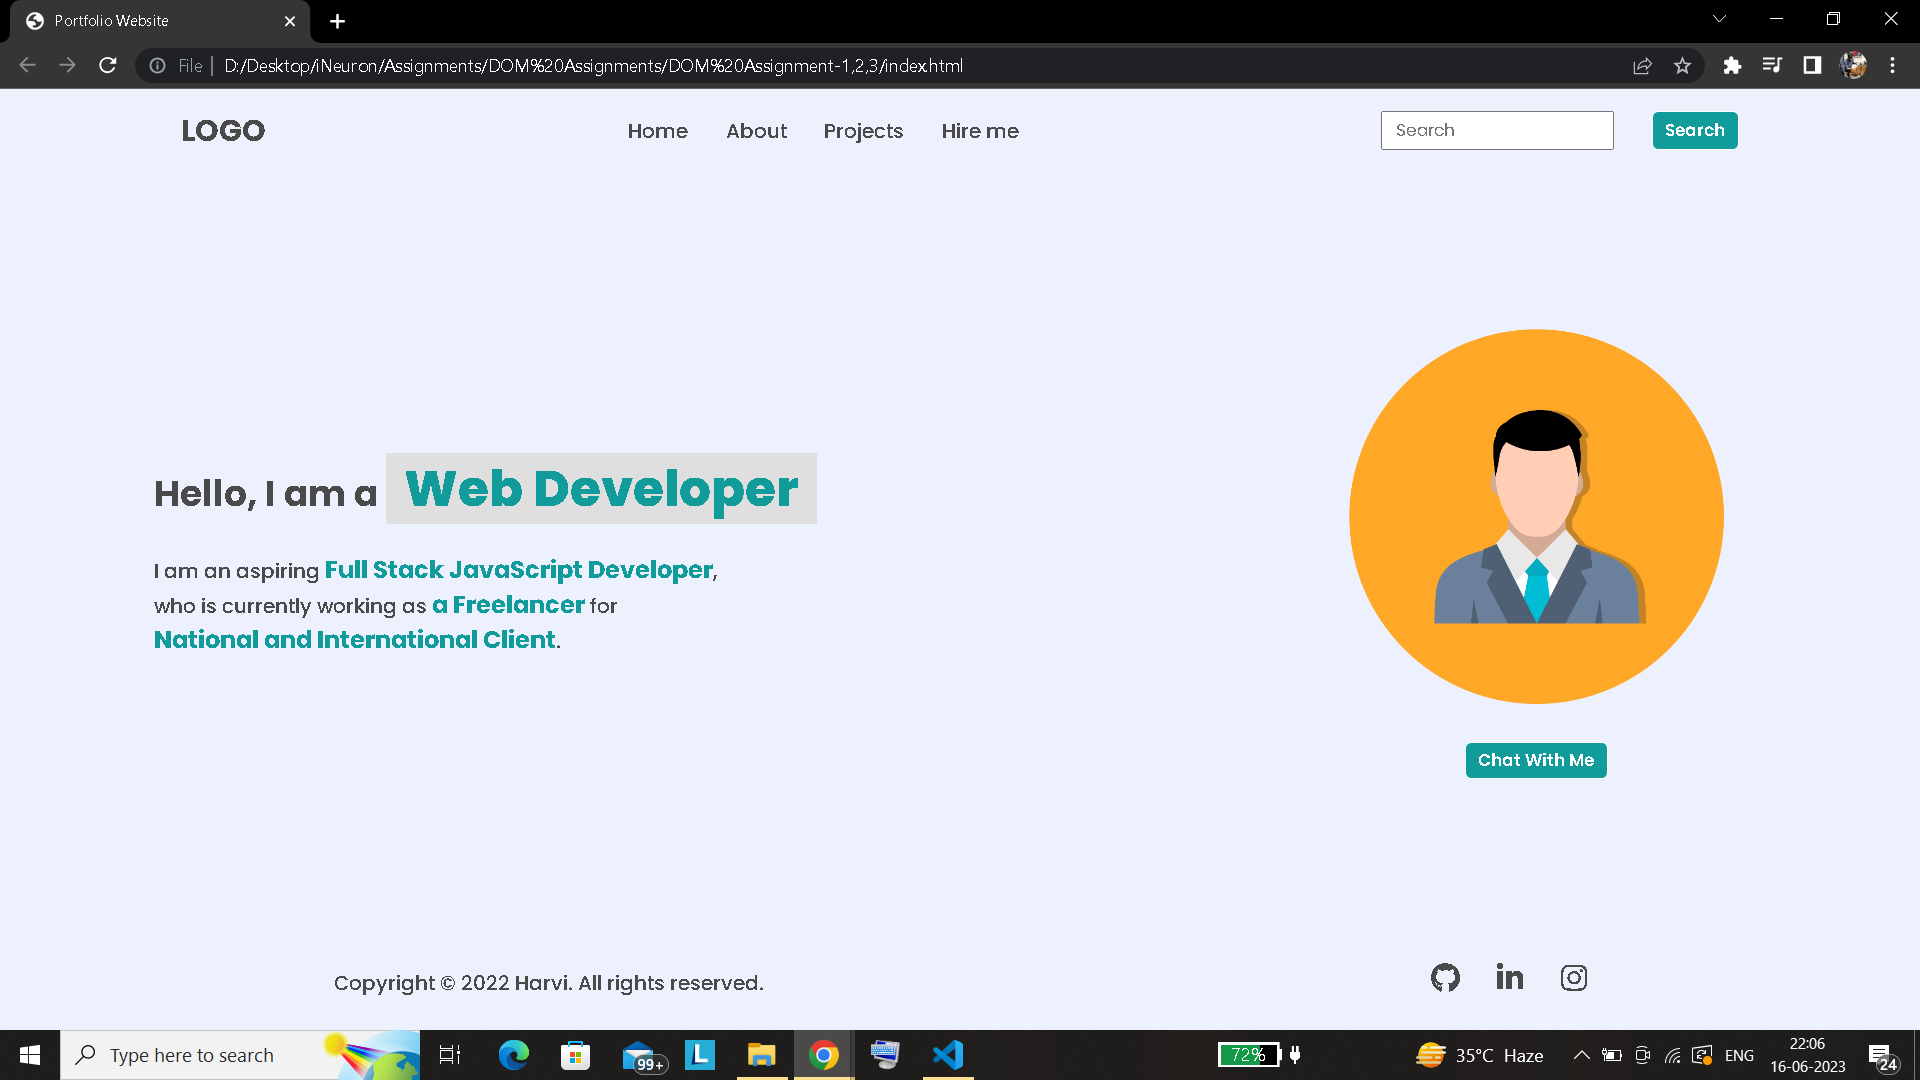 Portfolio Website
File | D:/Desktop/iNeuron/Assignments/DOM%20Assignments/DOM%20Assignment-1,2,3/index.html
LOGO Home About Projects Hire me Search Search
Hello, I am a Web Developer
I am an aspiring Full Stack JavaScript Developer,
who is currently working as a Freelancer for
National and International Client.
Chat With Me
Copyright © 2022 Harvi. All rights reserved.
Type here to search 99+ L 72% 35°C Haze ENG 22:06
16-06-2023 24